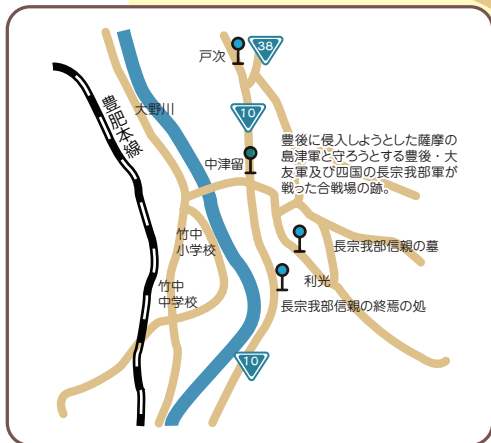 戸次
38
豊肥本線
大野川
10
中津留
豊後に侵入しようとした薩摩の
島津軍と守ろうとする豊後・大
友軍及び四国の長宗我部軍が
戦った合戦場の跡。
竹中
小学校
長宗我部信親の墓
竹中
中学校
利光
長宗我部信親の終焉の処
10